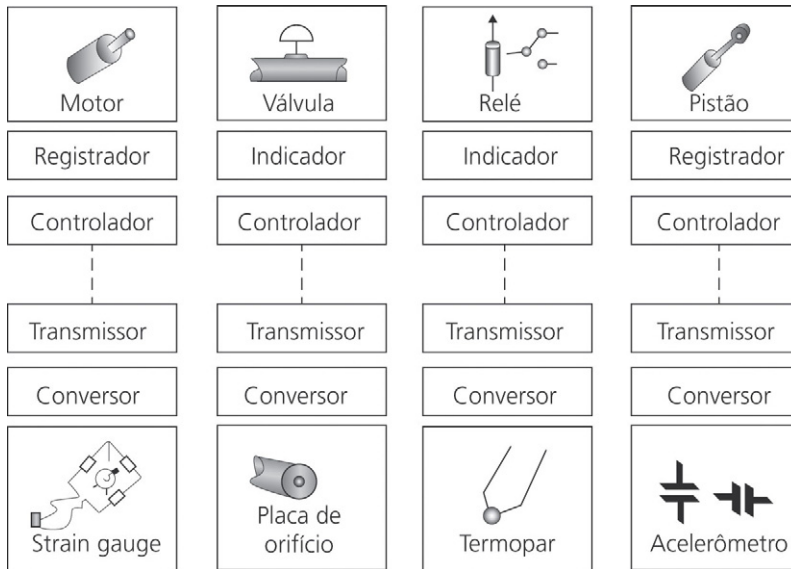 Motor
Válvula
Relé
Pistão
Registrador
Indicador
Indicador
Registrador
Controlador
Controlador
Controlador
Controlador
Transmissor
Transmissor
Transmissor
Transmissor
Conversor
Conversor
Conversor
Conversor
Strain gauge
Placa de
orifício
Termopar
Acelerômetro